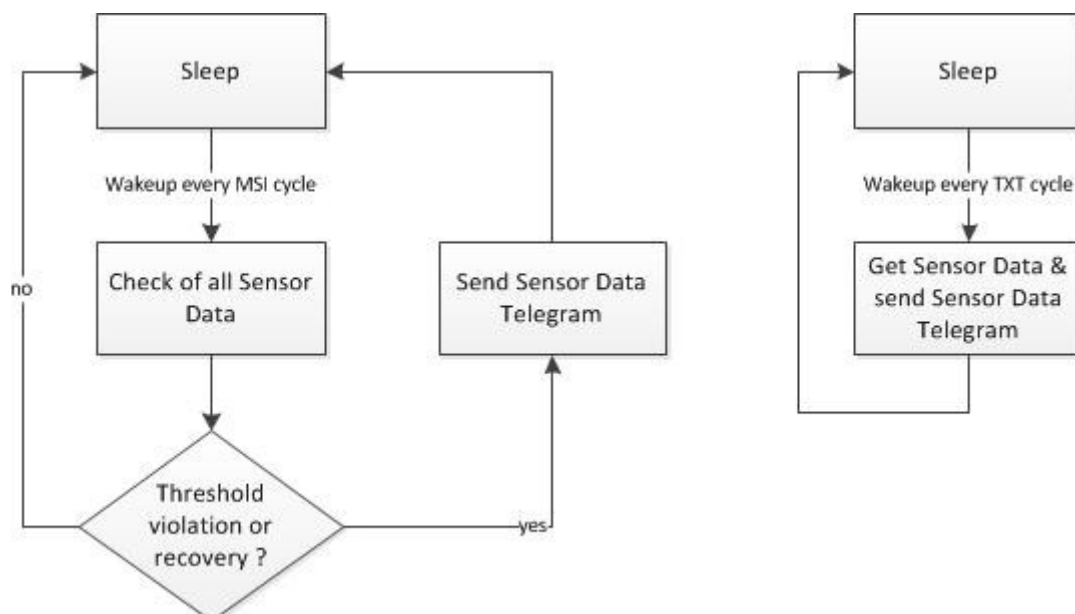 Sleep
Wakeup every MSI cycle
Check of all Sensor
Data
no
Send Sensor Data
Telegram
Threshold
violation or
recovery ?
yes
Sleep
Wakeup every TXT cycle
Get Sensor Data &
send Sensor Data
Telegram